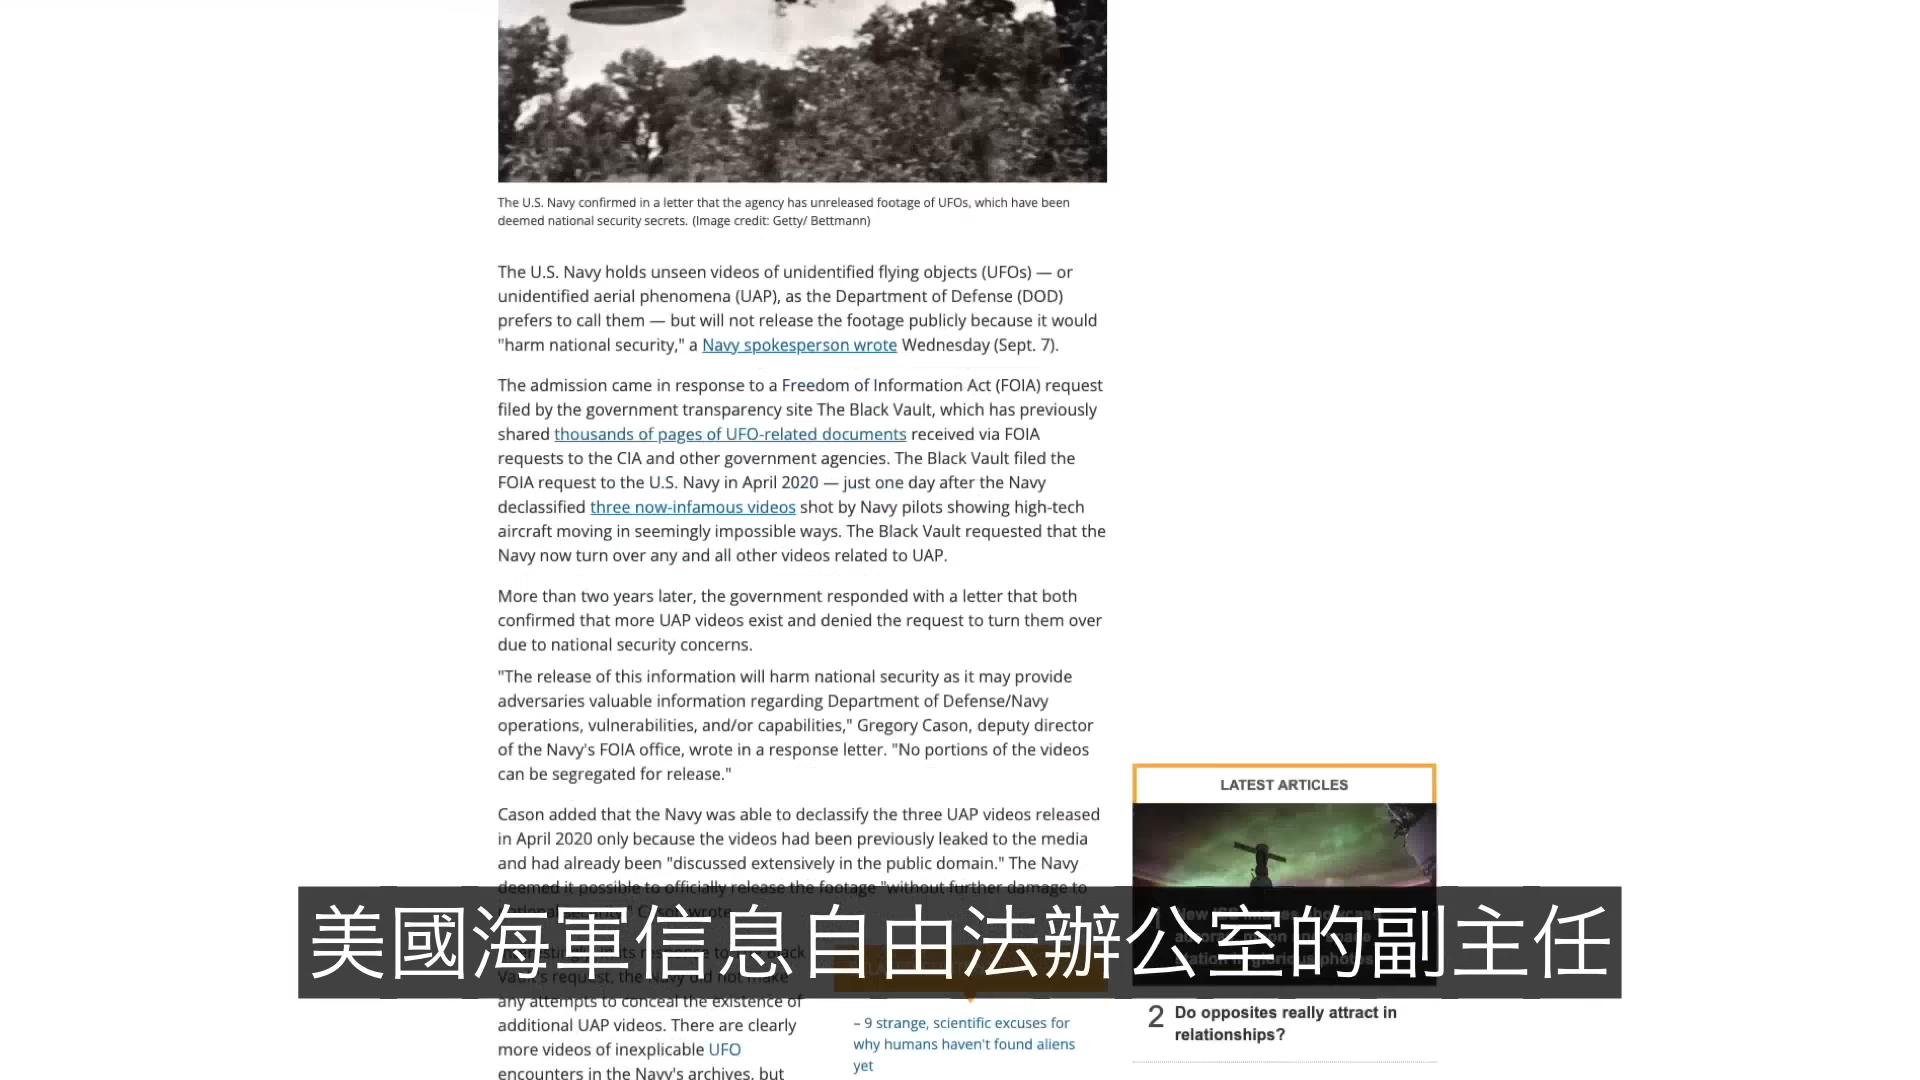 The U.S. Navy confirmed in a letter that the agency has unreleased footage of UFOs, which have been
deemed national security secrets. (Image credit: Getty/ Bettmann)
The U.S. Navy holds unseen videos of unidentified flying objects (UFOs) — or
unidentified aerial phenomena (UAP), as the Department of Defense (DOD)
prefers to call them — but will not release the footage publicly because it would
"harm national security," a Navy spokesperson wrote Wednesday (Sept. 7).
The admission came in response to a Freedom of Information Act (FOIA) request
filed by the government transparency site The Black Vault, which has previously
shared thousands of pages of UFO-related documents received via FOIA
requests to the CIA and other government agencies. The Black Vault filed the
FOIA request to the U.S. Navy in April 2020 — just one day after the Navy
declassified three now-infamous videos shot by Navy pilots showing high-tech
aircraft moving in seemingly impossible ways. The Black Vault requested that the
Navy now turn over any and all other videos related to UAP.
More than two years later, the government responded with a letter that both
confirmed that more UAP videos exist and denied the request to turn them over
due to national security concerns.
"The release of this information will harm national security as it may provide
adversaries valuable information regarding Department of Defense/Navy
operations, vulnerabilities, and/or capabilities," Gregory Cason, deputy director
of the Navy's FOIA office, wrote in a response letter. "No portions of the videos
can be segregated for release."
Cason added that the Navy was able to declassify the three UAP videos released
in April 2020 only because the videos had been previously leaked to the media
and had already been "discussed extensively in the public domain." The Navy
deemed it possible to officially release the footage "without further damage to
美國海軍信息自由法辦公室的副主任
Vault's request, the Navy did not make
any attempts to conceal the existence of
additional UAP videos. There are clearly
more videos of inexplicable UFO
encounters in the Navy's archives, but
– 9 strange, scientific excuses for
why humans haven't found aliens
yet
LATEST ARTICLES
2 Do opposites really attract in
relationships?